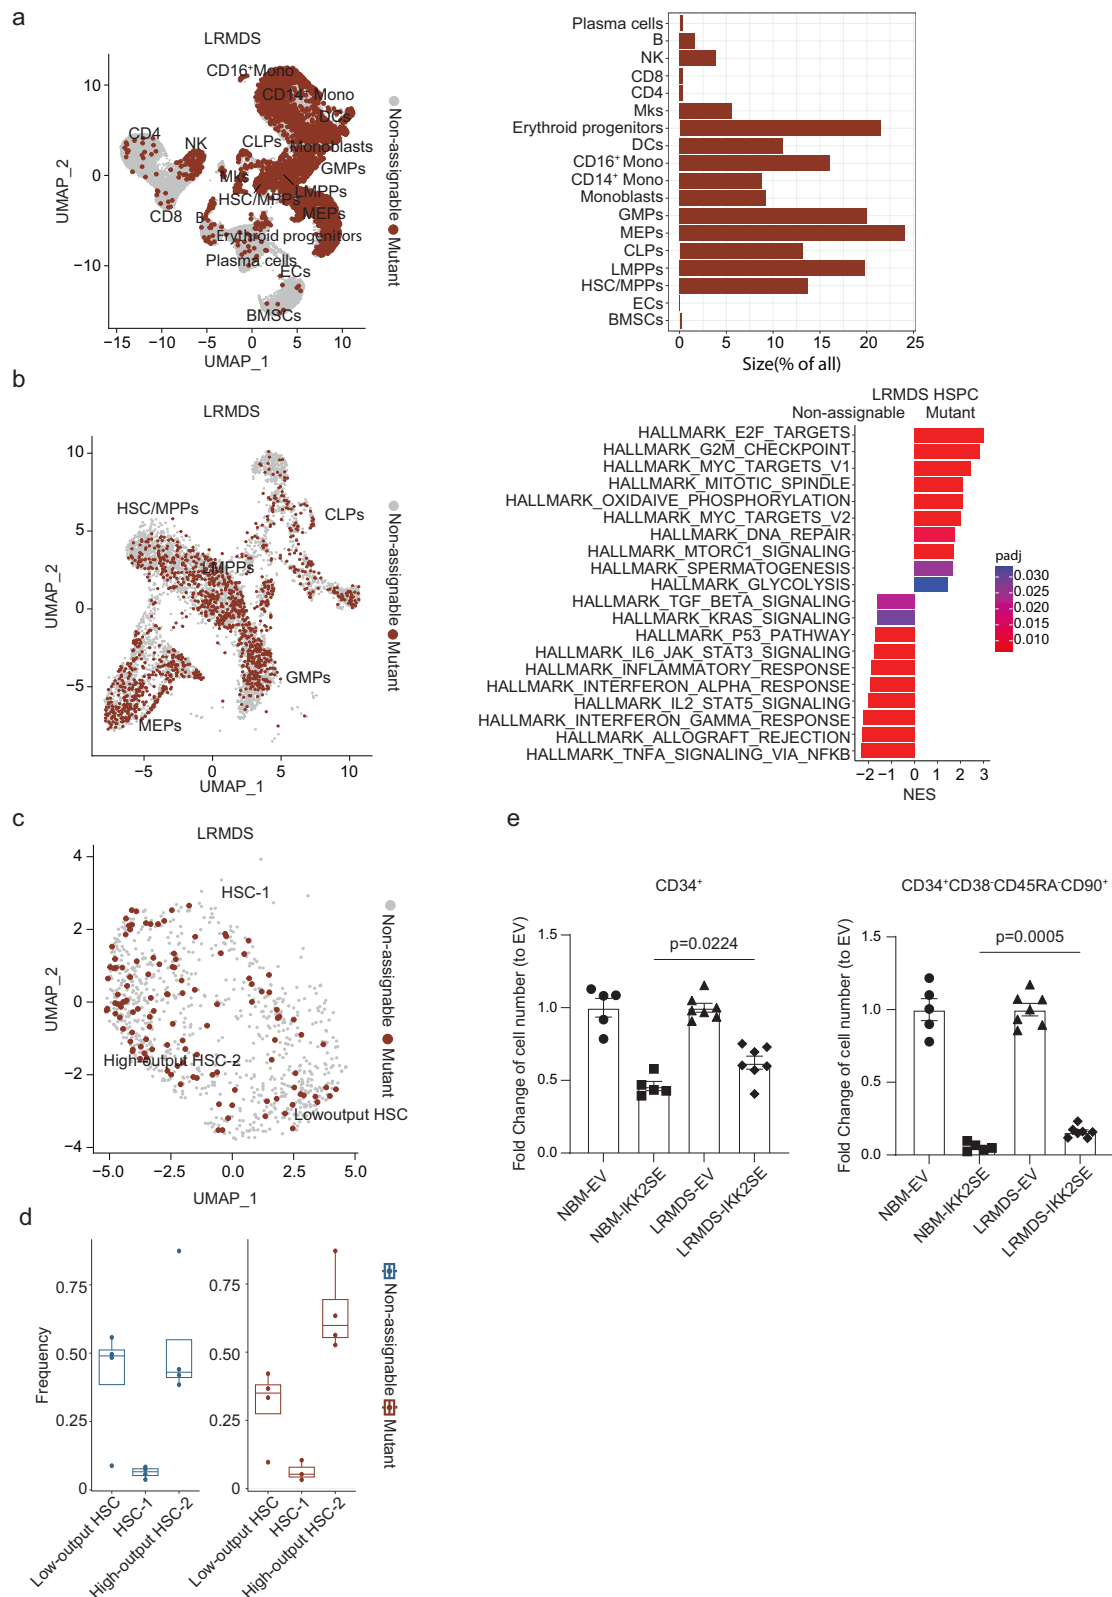 a
LRMDS
10
0
−10
UMAP_2
−15
−10
−5
0
5
10
UMAP_1
CD16+Mono
CD14+ Mono
DCs
CD4
NK
CLPs
Monoblasts
GMPs
Mks
LMPPs
HSC/MPPs
MEPs
CD8
B
Erythroid progenitors
Plasma cells
ECs
BMSCs
Non-assignable
Mutant
Plasma cells
B
NK
CD8
CD4
Mks
Erythroid progenitors
DCs
CD16+ Mono
CD14+ Mono
Monoblasts
GMPs
MEPs
CLPs
LMPPs
HSC/MPPs
ECs
BMSCs
0
5
10
15
20
25
Size(% of all)
b
LRMDS
10
5
0
−5
UMAP_2
−5
0
5
10
UMAP_1
HSC/MPPs
CLPs
LMPPs
GMPs
MEPs
Non-assignable
Mutant
LRMDS HSPC
Non-assignable
Mutant
HALLMARK_E2F_TARGETS
HALLMARK_G2M_CHECKPOINT
HALLMARK_MYC_TARGETS_V1
HALLMARK_MITOTIC_SPINDLE
HALLMARK_OXIDAIVE_PHOSPHORYLATION
HALLMARK_MYC_TARGETS_V2
HALLMARK_DNA_REPAIR
HALLMARK_MTORC1_SIGNALING
HALLMARK_SPERMATOGENESIS
HALLMARK_GLYCOLYSIS
HALLMARK_TGF_BETA_SIGNALING
HALLMARK_KRAS_SIGNALING
HALLMARK_P53_PATHWAY
HALLMARK_IL6_JAK_STAT3_SIGNALING
HALLMARK_INFLAMMATORY_RESPONSE
HALLMARK_INTERFERON_ALPHA_RESPONSE
HALLMARK_IL2_STAT5_SIGNALING
HALLMARK_INTERFERON_GAMMA_RESPONSE
HALLMARK_ALLOGRAFT_REJECTION
HALLMARK_TNFA_SIGNALING_VIA_NFKB
−2
−1
0
1
2
3
NES
padj
0.030
0.025
0.020
0.015
0.010
c
LRMDS
4
2
0
−2
−4
UMAP_2
−5.0
−2.5
0.0
2.5
5.0
UMAP_1
HSC-1
High-output HSC-2
Lowoutput HSC
Non-assignable
Mutant
d
Frequency
0.75
0.50
0.25
0
Low-output HSC
HSC-1
High-output HSC-2
0.75
0.50
0.25
0
Low-output HSC
HSC-1
High-output HSC-2
Non-assignable
Mutant
e
CD34+
Fold Change of cell number (to EV)
1.5
1.0
0.5
0.0
p=0.0224
NBM-EV
NBM-IKK2SE
LRMDS-EV
LRMDS-IKK2SE
CD34+CD38-CD45RA-CD90+
Fold Change of cell number (to EV)
1.5
1.0
0.5
0.0
p=0.0005
NBM-EV
NBM-IKK2SE
LRMDS-EV
LRMDS-IKK2SE